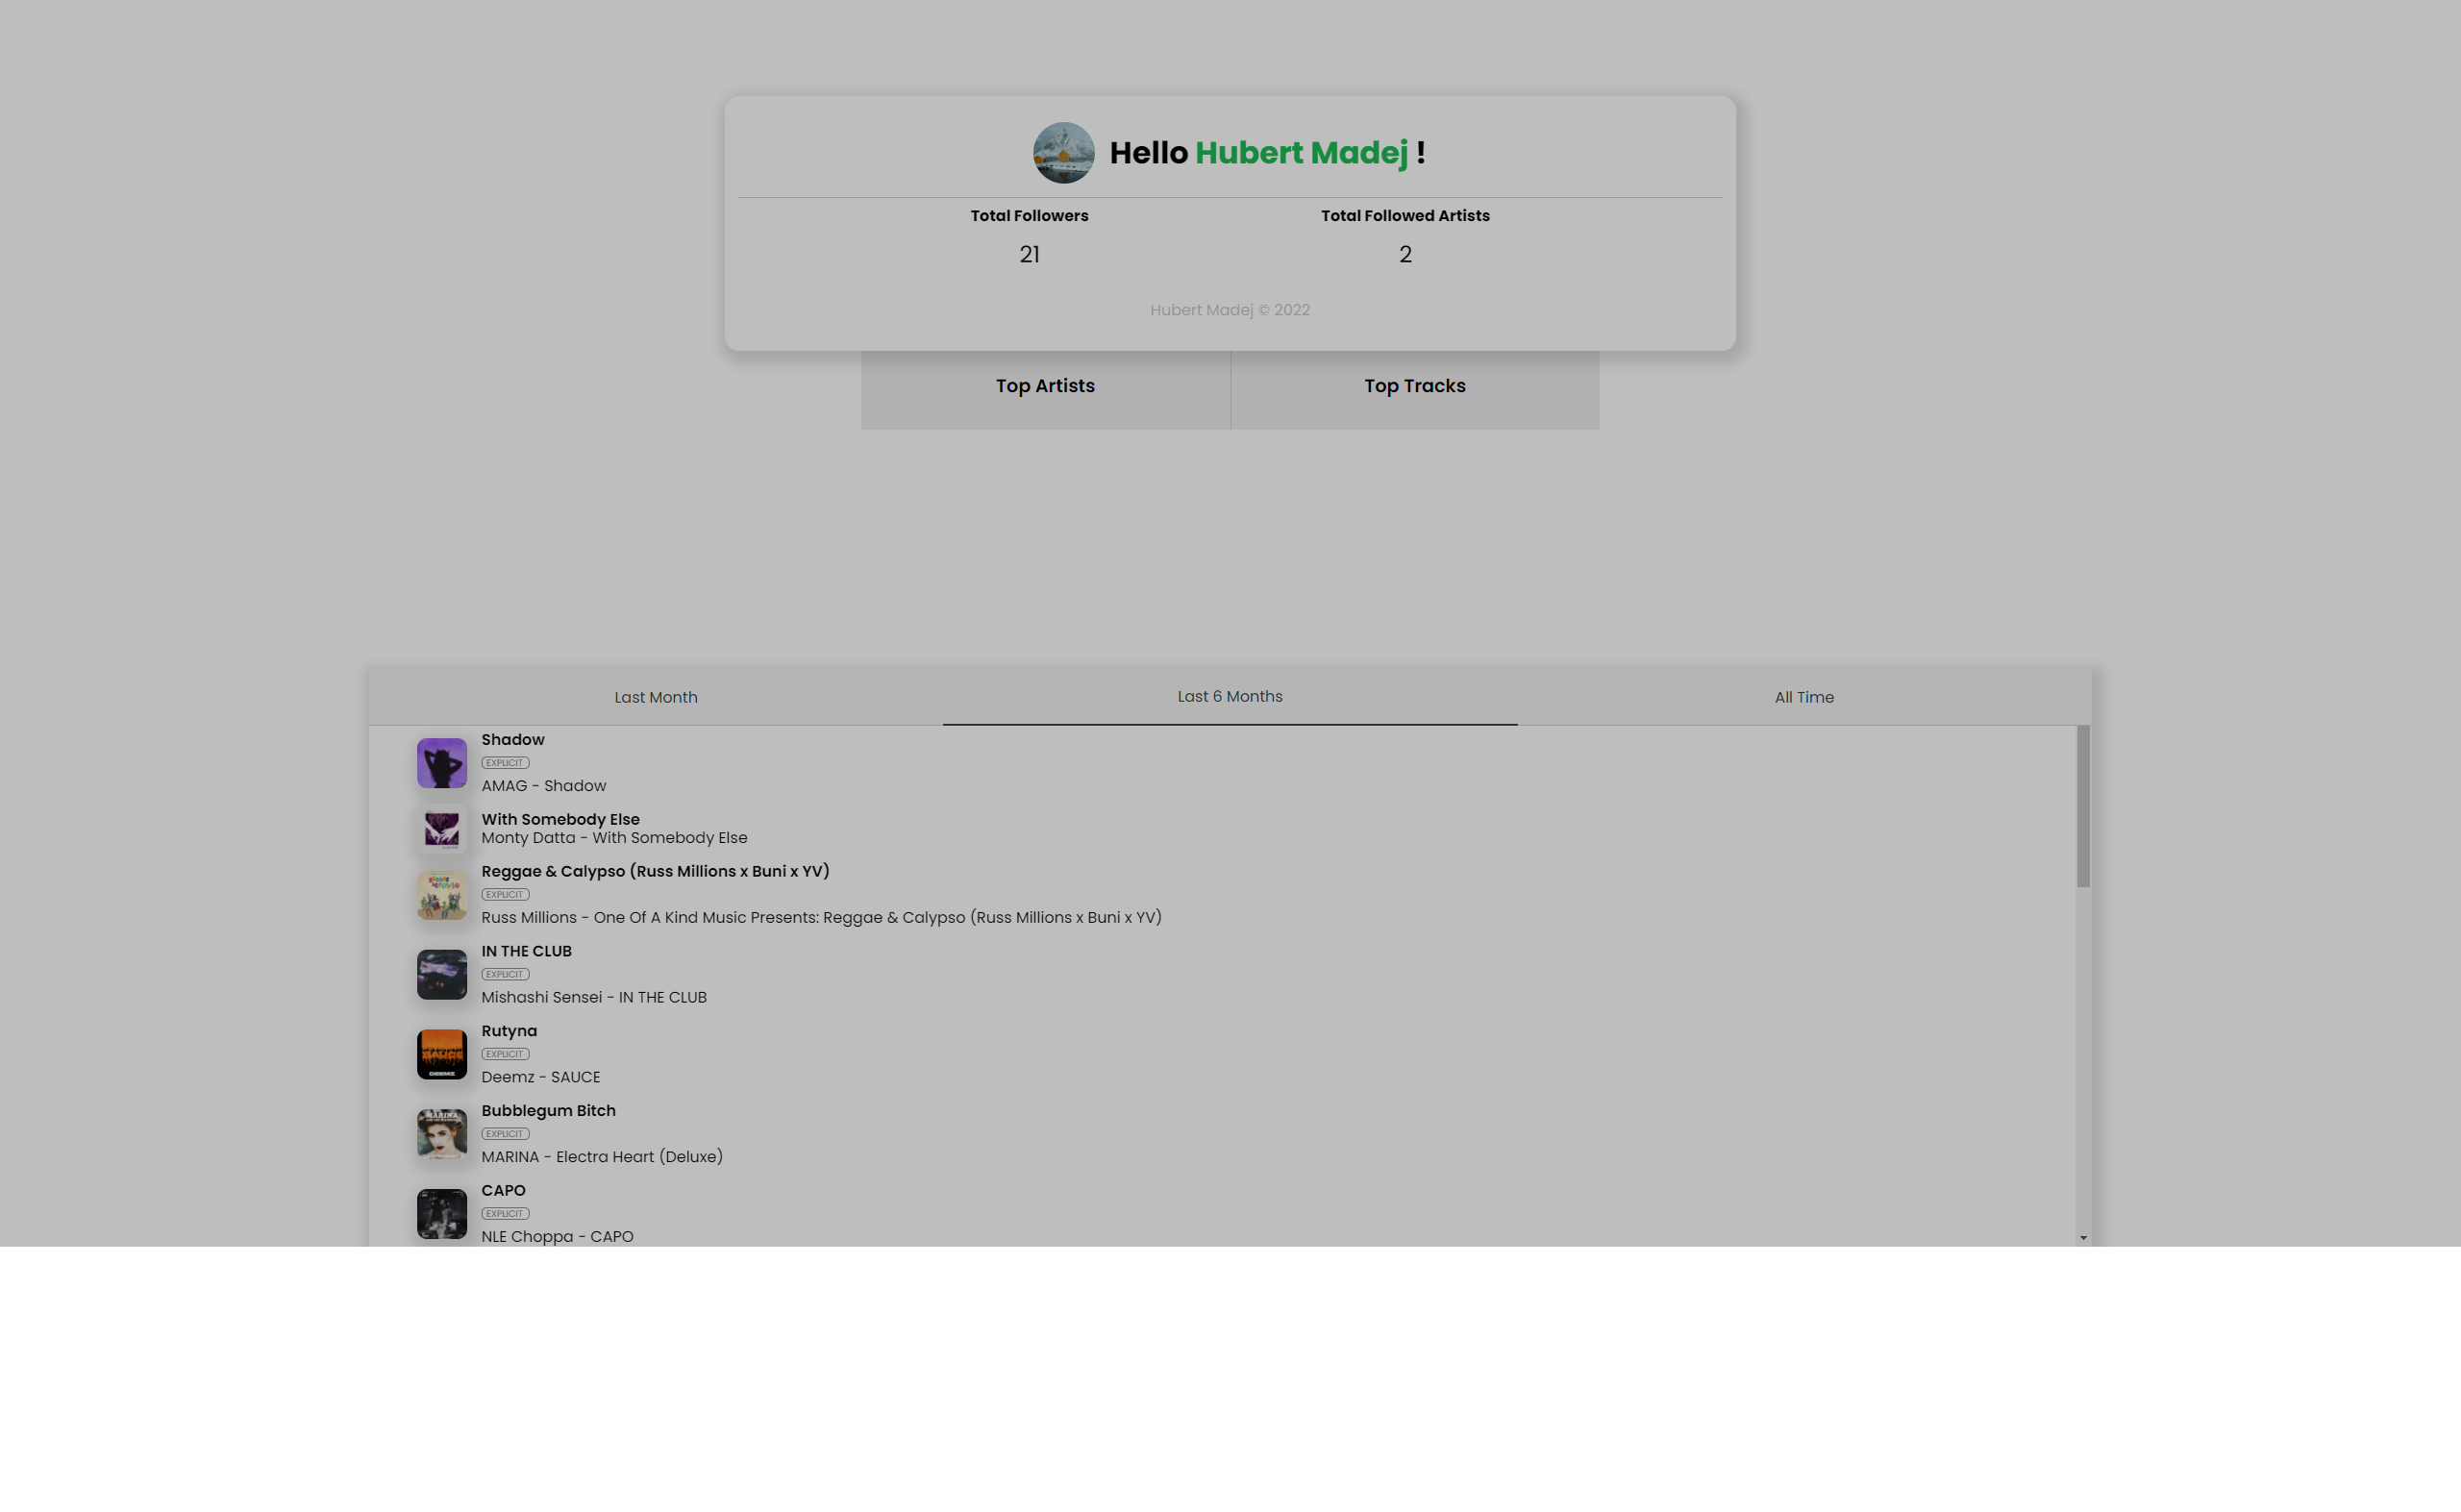 Hello Hubert Madej !
Total Followers
Total Followed Artists
21
2
Hubert Madej © 2022
Top Artists
Top Tracks
Last Month
Last 6 Months
All Time
Shadow
EXPLICIT
AMAG - Shadow
With Somebody Else
Monty Datta - With Somebody Else
Reggae & Calypso (Russ Millions x Buni x YV)
EXPLICIT
Russ Millions - One Of A Kind Music Presents: Reggae & Calypso (Russ Millions x Buni x YV)
IN THE CLUB
EXPLICIT
Mishashi Sensei - IN THE CLUB
Rutyna
EXPLICIT
SAUCE
DEEMZ
Deemz - SAUCE
Bubblegum Bitch
EXPLICIT
MARINA
MARINA - Electra Heart (Deluxe)
CAPO
EXPLICIT
NLE Choppa - CAPO